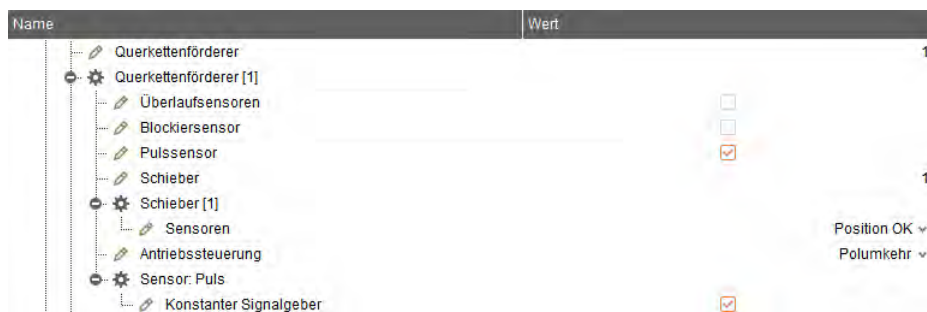 Name Wert
Querkettenförderer 1
Querkettenförderer [1]
Überlaufsensoren
Blockiersensor
Pulssensor
Schieber 1
Schieber [1]
Sensoren Position OK
Antriebssteuerung Polumkehr
Sensor: Puls
Konstanter Signalgeber